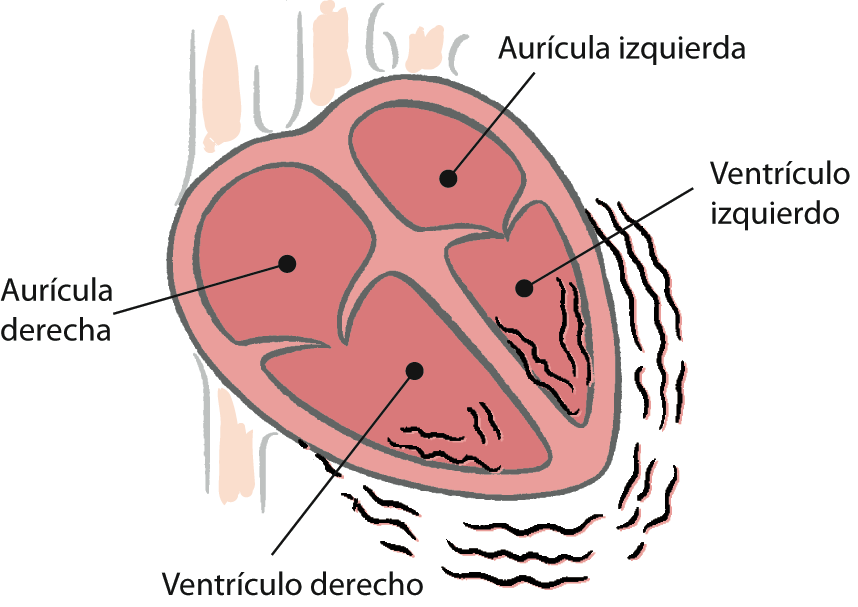 Aurícula izquierda
Ventrículo
izquierdo
Aurícula
derecha
Ventrículo derecho